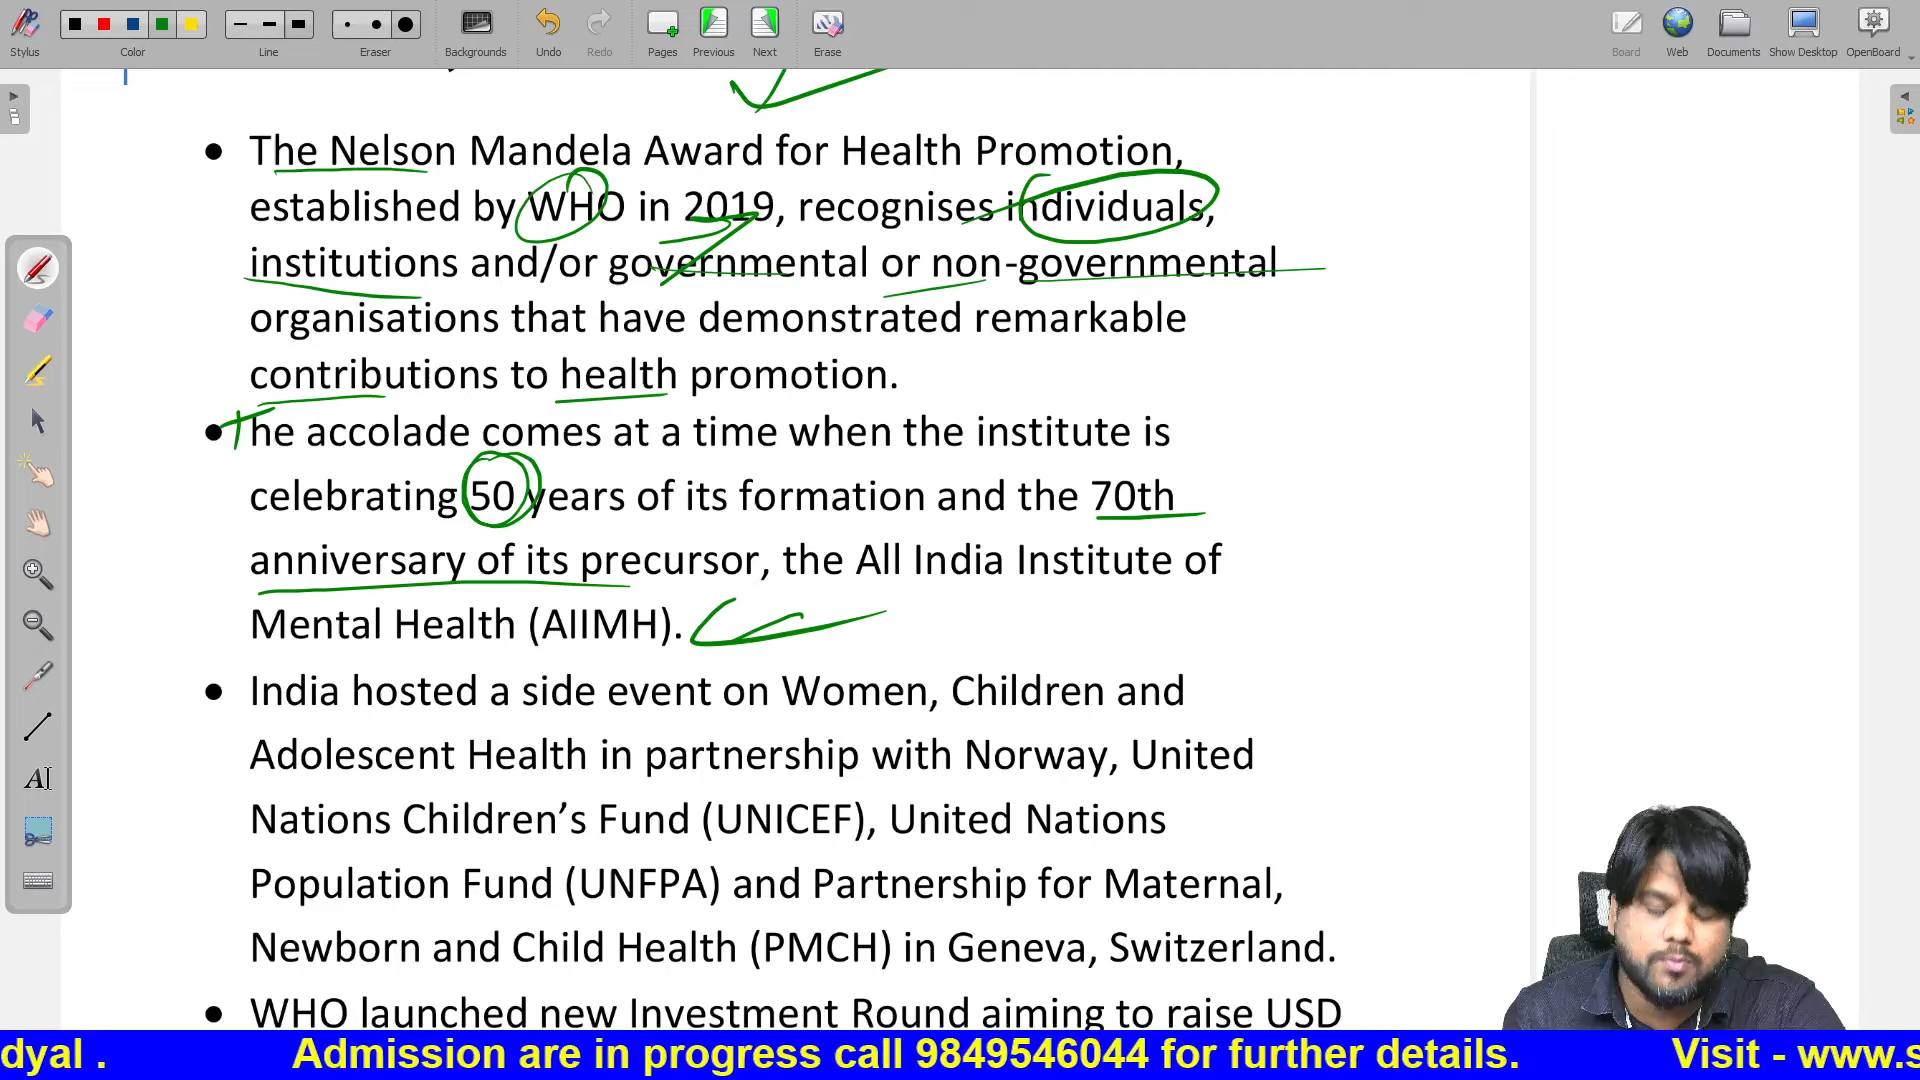 Stylus
Color
Line
Eraser
Backgrounds
Undo
Redo
Pages
Previous
Next
Erase
Board
Web
Documents
Show Desktop
OpenBoard
• The Nelson Mandela Award for Health Promotion,
established by WHO in 2019, recognises individuals,
institutions and/or governmental or non-governmental
organisations that have demonstrated remarkable
contributions to health promotion.
• The accolade comes at a time when the institute is
celebrating 50 years of its formation and the 70th
anniversary of its precursor, the All India Institute of
Mental Health (AIIMH).
• India hosted a side event on Women, Children and
Adolescent Health in partnership with Norway, United
Nations Children’s Fund (UNICEF), United Nations
Population Fund (UNFPA) and Partnership for Maternal,
Newborn and Child Health (PMCH) in Geneva, Switzerland.
• WHO launched new Investment Round aiming to raise USD
dyal . Admission are in progress call 9849546044 for further details. Visit - www.s